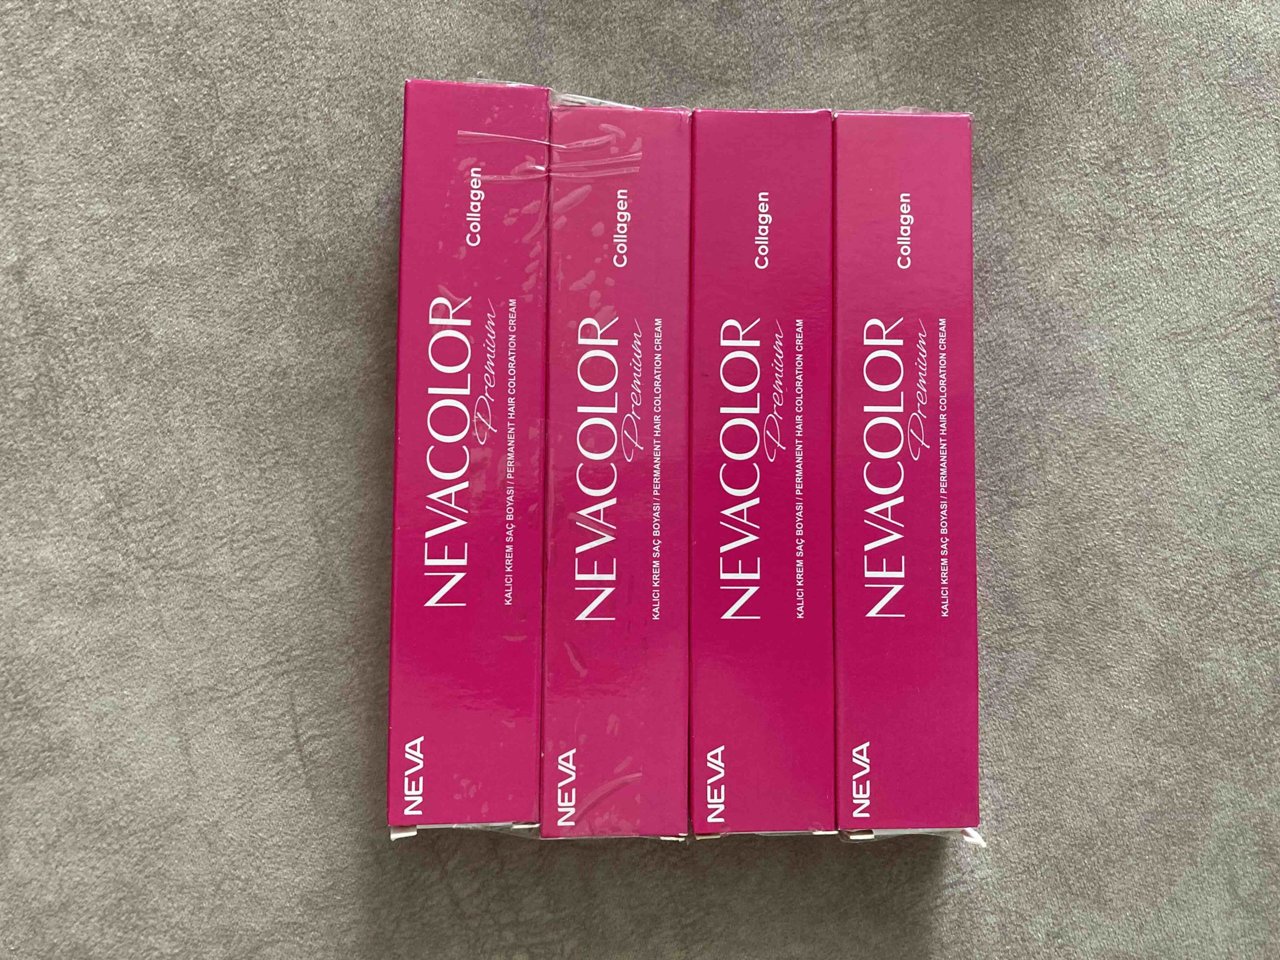 NEVA
NEVACOLOR
Premium
KALICI KREM SAÇ BOYASI / PERMANENT HAIR COLORATION CREAM
Collagen
NEVA
NEVACOLOR
Premium
KALICI KREM SAÇ BOYASI / PERMANENT HAIR COLORATION CREAM
Collagen
NEVA
NEVACOLOR
Premium
KALICI KREM SAÇ BOYASI / PERMANENT HAIR COLORATION CREAM
Collagen
NEVA
NEVACOLOR
Premium
KALICI KREM SAÇ BOYASI / PERMANENT HAIR COLORATION CREAM
Collagen